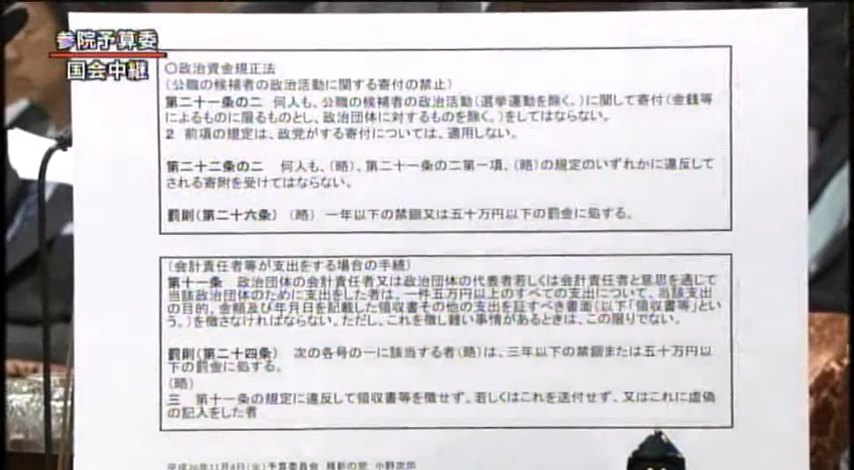 参院予算委
国会中継
○政治資金規正法
(公職の候補者の政治活動に関する寄付の禁止)
第二十一条の二　何人も、公職の候補者の政治活動(選挙運動を除く。)に関して寄付(金銭等
によるものに限るものとし、政治団体に対するものを除く。)をしてはならない。
2　前項の規定は、政党がする寄付については、適用しない。
第二十二条の二　何人も、(略)、第二十一条の二第一項、(略)の規定のいずれかに違反して
される寄附を受けてはならない。
罰則(第二十六条)　(略)　一年以下の禁錮又は五十万円以下の罰金に処する。
(会計責任者等が支出をする場合の手続)
第十一条　政治団体の会計責任者又は政治団体の代表者若しくは会計責任者と意思を通じて
当該政治団体のために支出をした者は、一件五万円以上のすべての支出について、当該支出
の目的、金額及び年月日を記載した領収書その他の支出を証すべき書面(以下「領収書等」とい
う。)を徴さなければならない。ただし、これを徴し難い事情があるときは、この限りでない。
罰則(第二十四条)　次の各号の一に該当する者(略)は、三年以下の禁錮または五十万円以
下の罰金に処する。
(略)
三　第十一条の規定に違反して領収書等を徴せず、若しくはこれを送付せず、又はこれに虚偽
の記入をした者
平成26年11月4日(火)予算委員会　維新の党　小野次郎